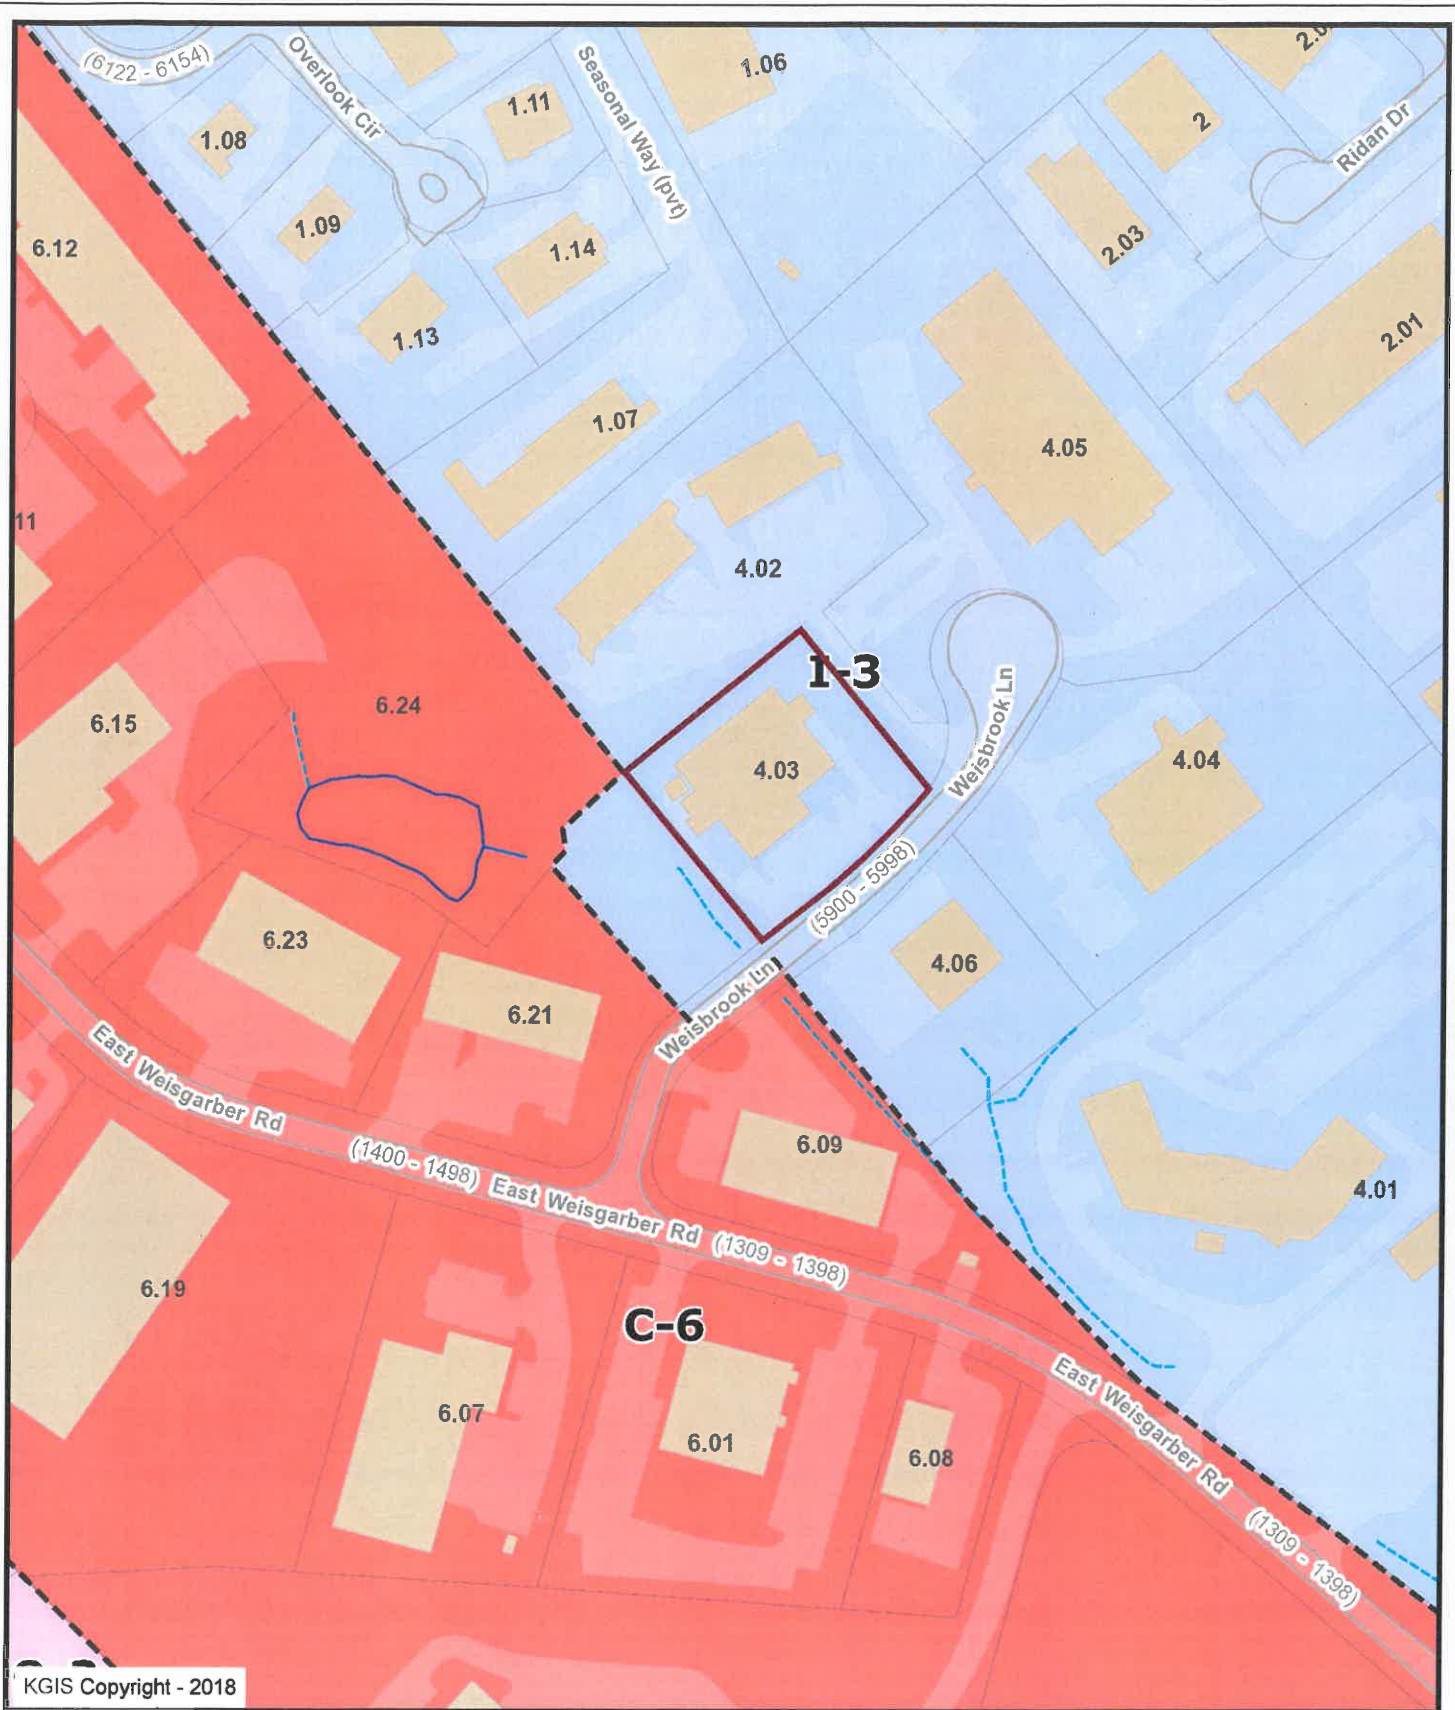 (6122 - 6154)
Overlook Cir
Seasonal Way (pvt)
1.06
2
Ridan Dr
1.08
1.11
1.09
1.14
2.03
6.12
1.13
2.01
1.07
4.05
11
4.02
I-3
6.15
6.24
4.03
Weisbrook Ln
4.04
(5900 - 5998)
6.23
6.21
4.06
Weisbrook Ln
East Weisgarber Rd
(1400 - 1498)
East Weisgarber Rd
(1309 - 1398)
6.09
4.01
6.19
C-6
6.07
6.01
6.08
East Weisgarber Rd
(1309 - 1398)
KGIS Copyright - 2018